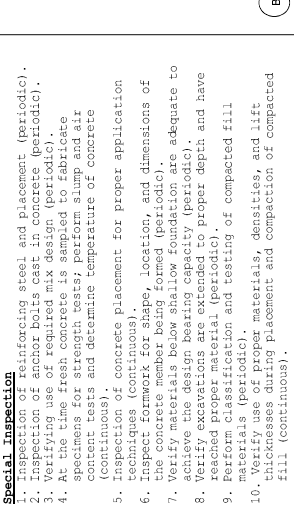 Special Inspection
1. Inspection of reinforcing steel and placement (periodic).
2. Inspection of anchor bolts cast in concrete (periodic).
3. Verifying use of required mix design (periodic).
4. At the time fresh concrete is sampled to fabricate
specimens for strength tests; perform slump and air
content tests and determine temperature of concrete
(continuous).
5. Inspection of concrete placement for proper application
techniques (continuous).
6. Inspect formwork for shape, location, and dimensions of
the concrete member being formed (periodic).
7. Verify materials below shallow foundation are adequate to
achieve the design bearing capacity (periodic).
8. Verify excavations are extended to proper depth and have
reached proper material (periodic).
9. Perform classification and testing of compacted fill
materials (periodic).
10. Verify use of proper materials, densities, and lift
thicknesses during placement and compaction of compacted
fill (continuous).